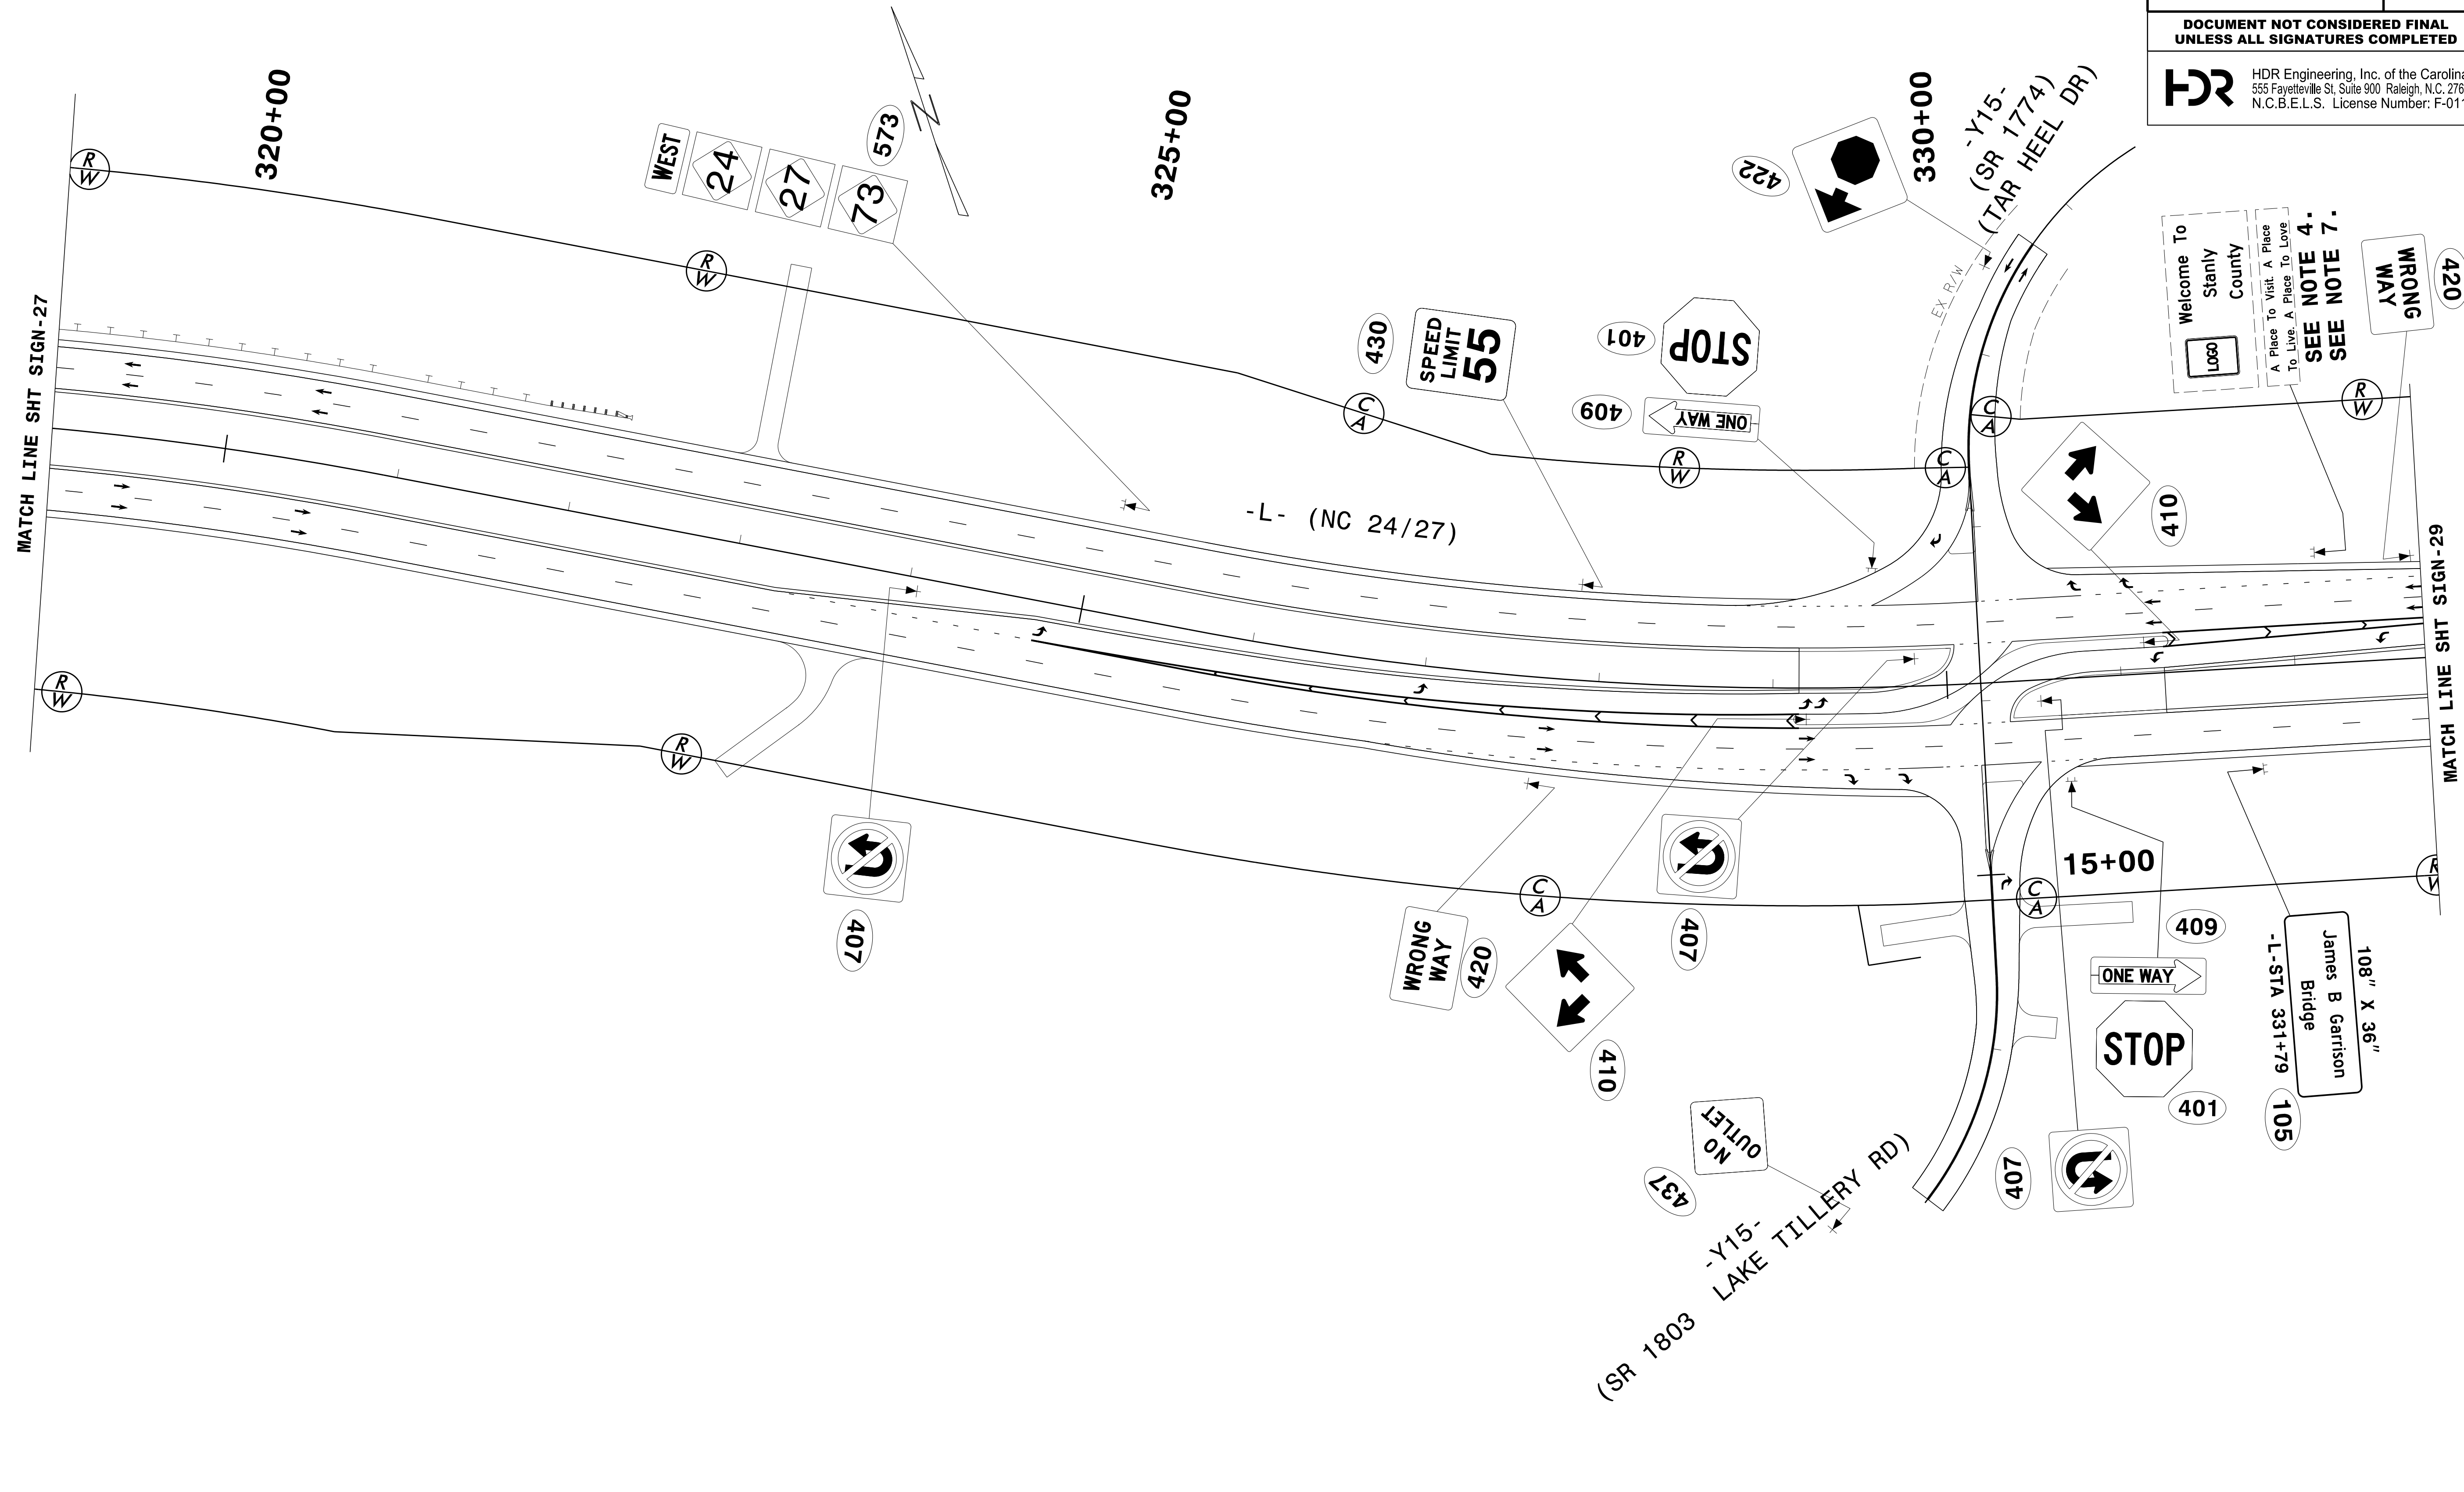 DOCUMENT NOT CONSIDERED FINAL
UNLESS ALL SIGNATURES COMPLETED
HDR
HDR Engineering, Inc. of the Carolina
555 Fayetteville St, Suite 900 Raleigh, N.C. 276
N.C.B.E.L.S. License Number: F-011
320+00
325+00
330+00
-Y15-
(SR 1774)
(TAR HEEL DR)
MATCH LINE SHT SIGN-27
R
W
R
W
WEST
24
27
73
573
N
422
EX R/W
430
SPEED
LIMIT
55
401
STOP
409
ONE WAY
C
A
R
W
C
A
C
A
-L- (NC 24/27)
Welcome To
Stanly
County
LOGO
A Place To Visit. A Place
To Live. A Place To Love
SEE NOTE 4.
SEE NOTE 7.
WRONG
WAY
420
R
W
410
MATCH LINE SHT SIGN-29
R
W
R
W
407
WRONG
WAY
420
C
A
410
407
C
A
15+00
R
W
409
ONE WAY
STOP
401
108" X 36"
James B Garrison
Bridge
-L-STA 331+79
105
407
NO
OUTLET
437
-Y15-
(SR 1803 LAKE TILLERY RD)